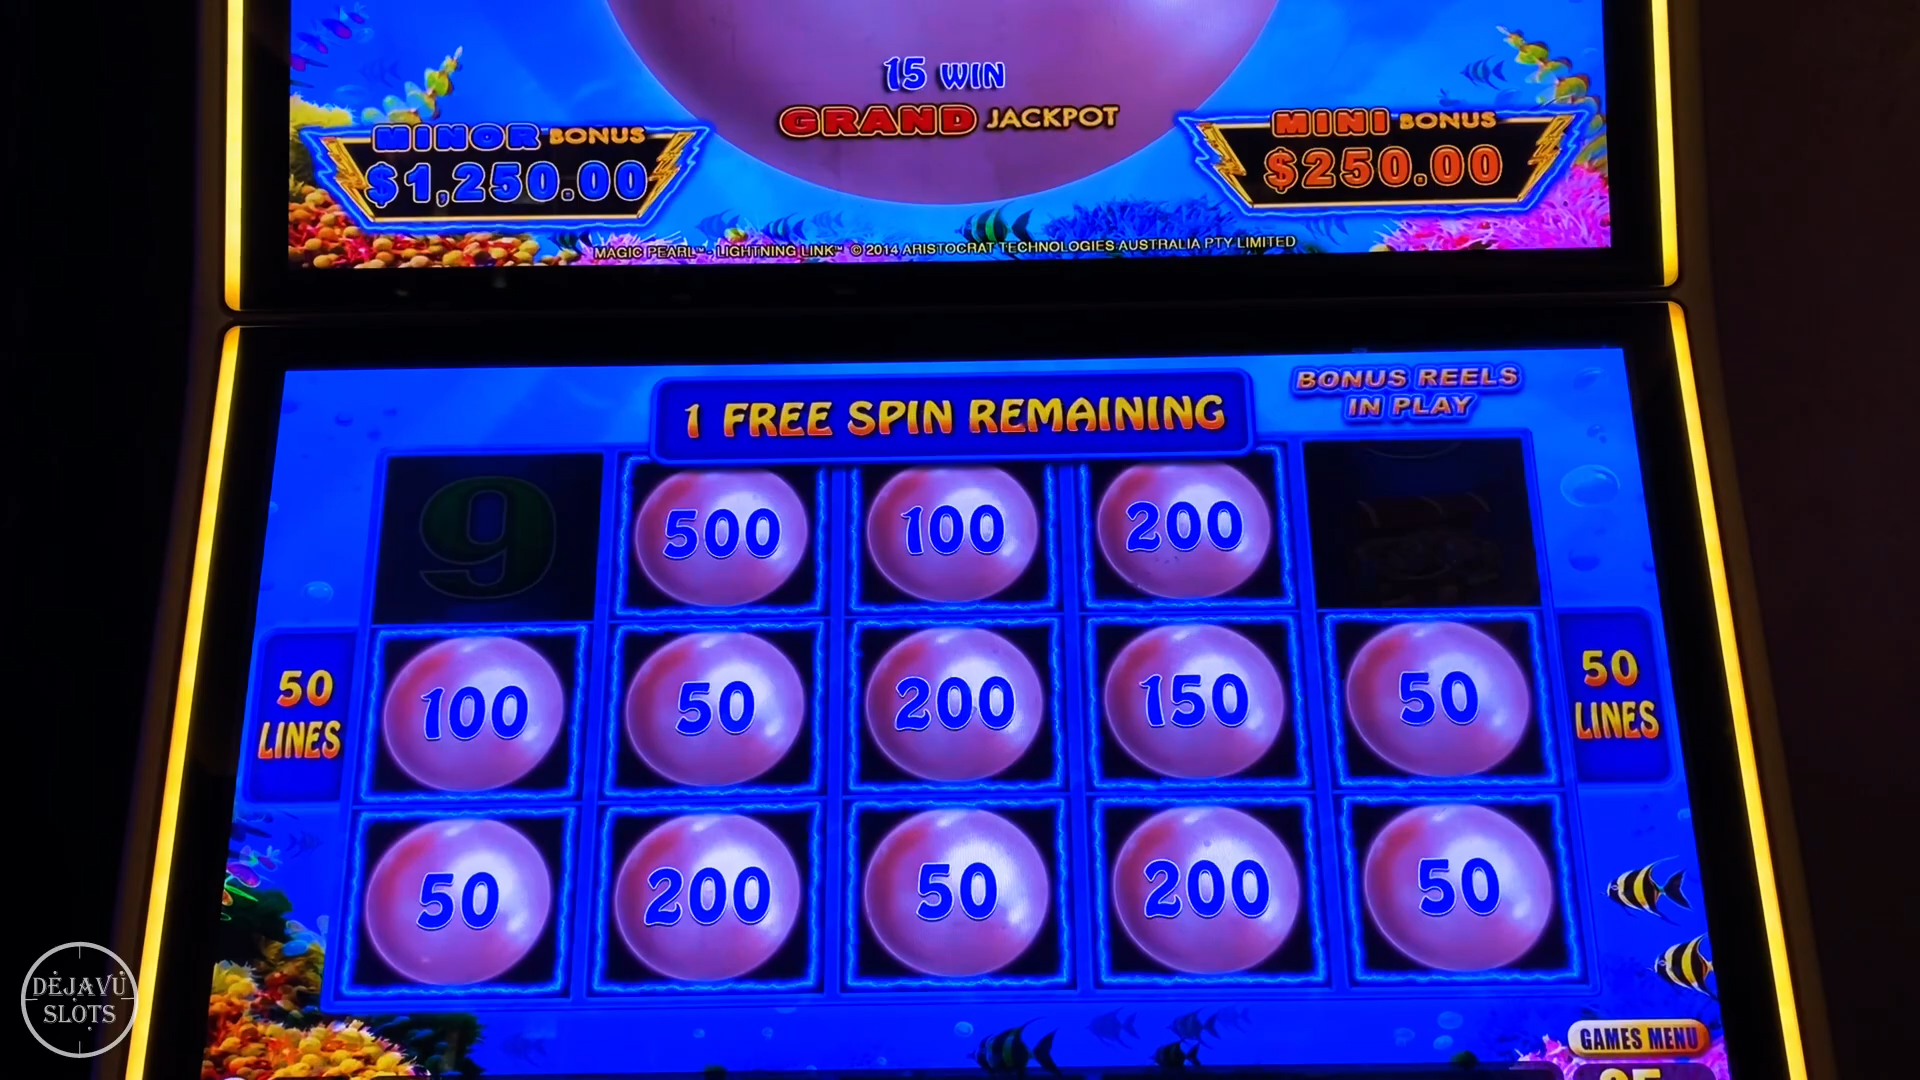 15 WIN
GRAND JACKPOT
MINOR BONUS
$1,250.00
MINI BONUS
$250.00
MAGIC PEARL™ - LIGHTNING LINK™ © 2014 ARISTOCRAT TECHNOLOGIES AUSTRALIA PTY LIMITED
1 FREE SPIN REMAINING
BONUS REELS
IN PLAY
9 500 100 200
50
LINES
100 50 200 150 50
50
LINES
50 200 50 200 50
DEJAVU
SLOTS
GAMES MENU